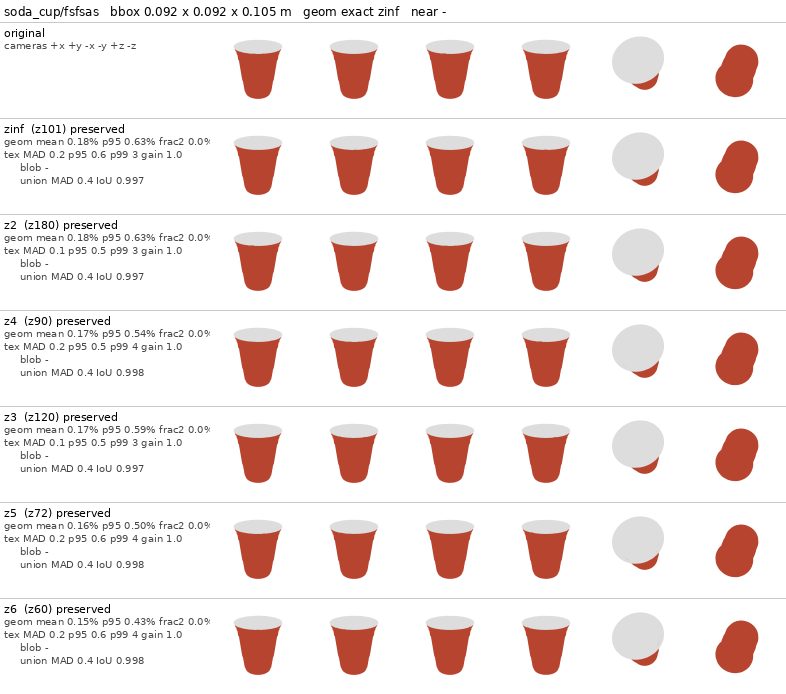 soda_cup/fsfsas bbox 0.092 x 0.092 x 0.105 m geom exact zinf near -
original
cameras +x +y -x -y +z -z
zinf (z101) preserved
geom mean 0.18% p95 0.63% frac2 0.0%
tex MAD 0.2 p95 0.6 p99 3 gain 1.0
blob -
union MAD 0.4 IoU 0.997
z2 (z180) preserved
geom mean 0.18% p95 0.63% frac2 0.0%
tex MAD 0.1 p95 0.5 p99 3 gain 1.0
blob -
union MAD 0.4 IoU 0.997
z4 (z90) preserved
geom mean 0.17% p95 0.54% frac2 0.0%
tex MAD 0.2 p95 0.5 p99 4 gain 1.0
blob -
union MAD 0.4 IoU 0.998
z3 (z120) preserved
geom mean 0.17% p95 0.59% frac2 0.0%
tex MAD 0.1 p95 0.5 p99 3 gain 1.0
blob -
union MAD 0.4 IoU 0.997
z5 (z72) preserved
geom mean 0.16% p95 0.50% frac2 0.0%
tex MAD 0.2 p95 0.6 p99 4 gain 1.0
blob -
union MAD 0.4 IoU 0.998
z6 (z60) preserved
geom mean 0.15% p95 0.43% frac2 0.0%
tex MAD 0.2 p95 0.6 p99 4 gain 1.0
blob -
union MAD 0.4 IoU 0.998